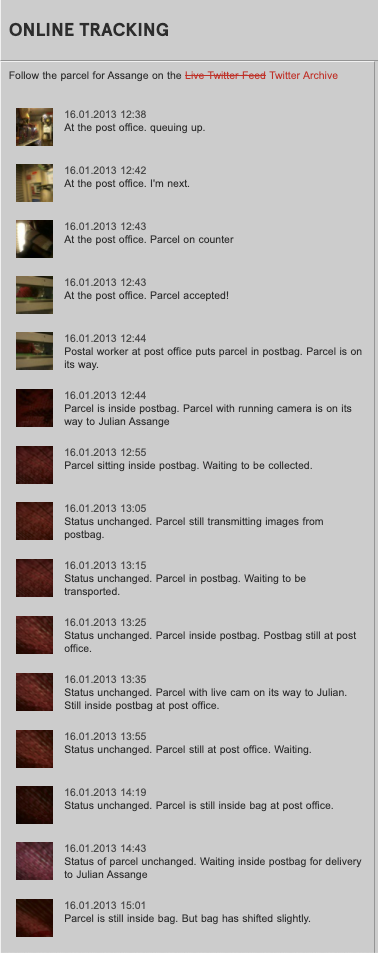 ONLINE TRACKING
Follow the parcel for Assange on the Live Twitter Feed Twitter Archive
16.01.2013 12:38
At the post office. queuing up.
16.01.2013 12:42
At the post office. I'm next.
16.01.2013 12:43
At the post office. Parcel on counter
16.01.2013 12:43
At the post office. Parcel accepted!
16.01.2013 12:44
Postal worker at post office puts parcel in postbag. Parcel is on
its way.
16.01.2013 12:44
Parcel is inside postbag. Parcel with running camera is on its
way to Julian Assange
16.01.2013 12:55
Parcel sitting inside postbag. Waiting to be collected.
16.01.2013 13:05
Status unchanged. Parcel still transmitting images from
postbag.
16.01.2013 13:15
Status unchanged. Parcel in postbag. Waiting to be
transported.
16.01.2013 13:25
Status unchanged. Parcel inside postbag. Postbag still at post
office.
16.01.2013 13:35
Status unchanged. Parcel with live cam on its way to Julian.
Still inside postbag at post office.
16.01.2013 13:55
Status unchanged. Parcel still at post office. Waiting.
16.01.2013 14:19
Status unchanged. Parcel is still inside bag at post office.
16.01.2013 14:43
Status of parcel unchanged. Waiting inside postbag for delivery
to Julian Assange
16.01.2013 15:01
Parcel is still inside bag. But bag has shifted slightly.